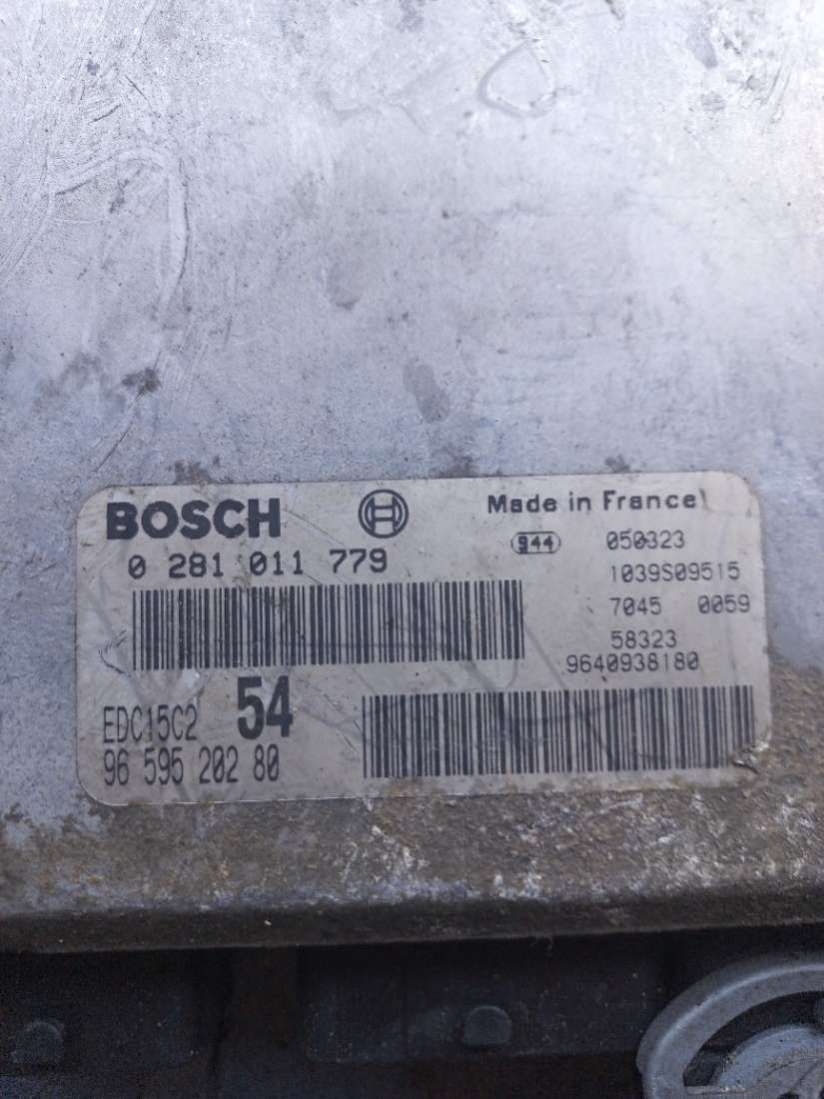 BOSCH
Made in France
0 281 011 779
944
050323
1039S09515
7045 0059
58323
9640938180
EDC15C2 54
96 595 202 80